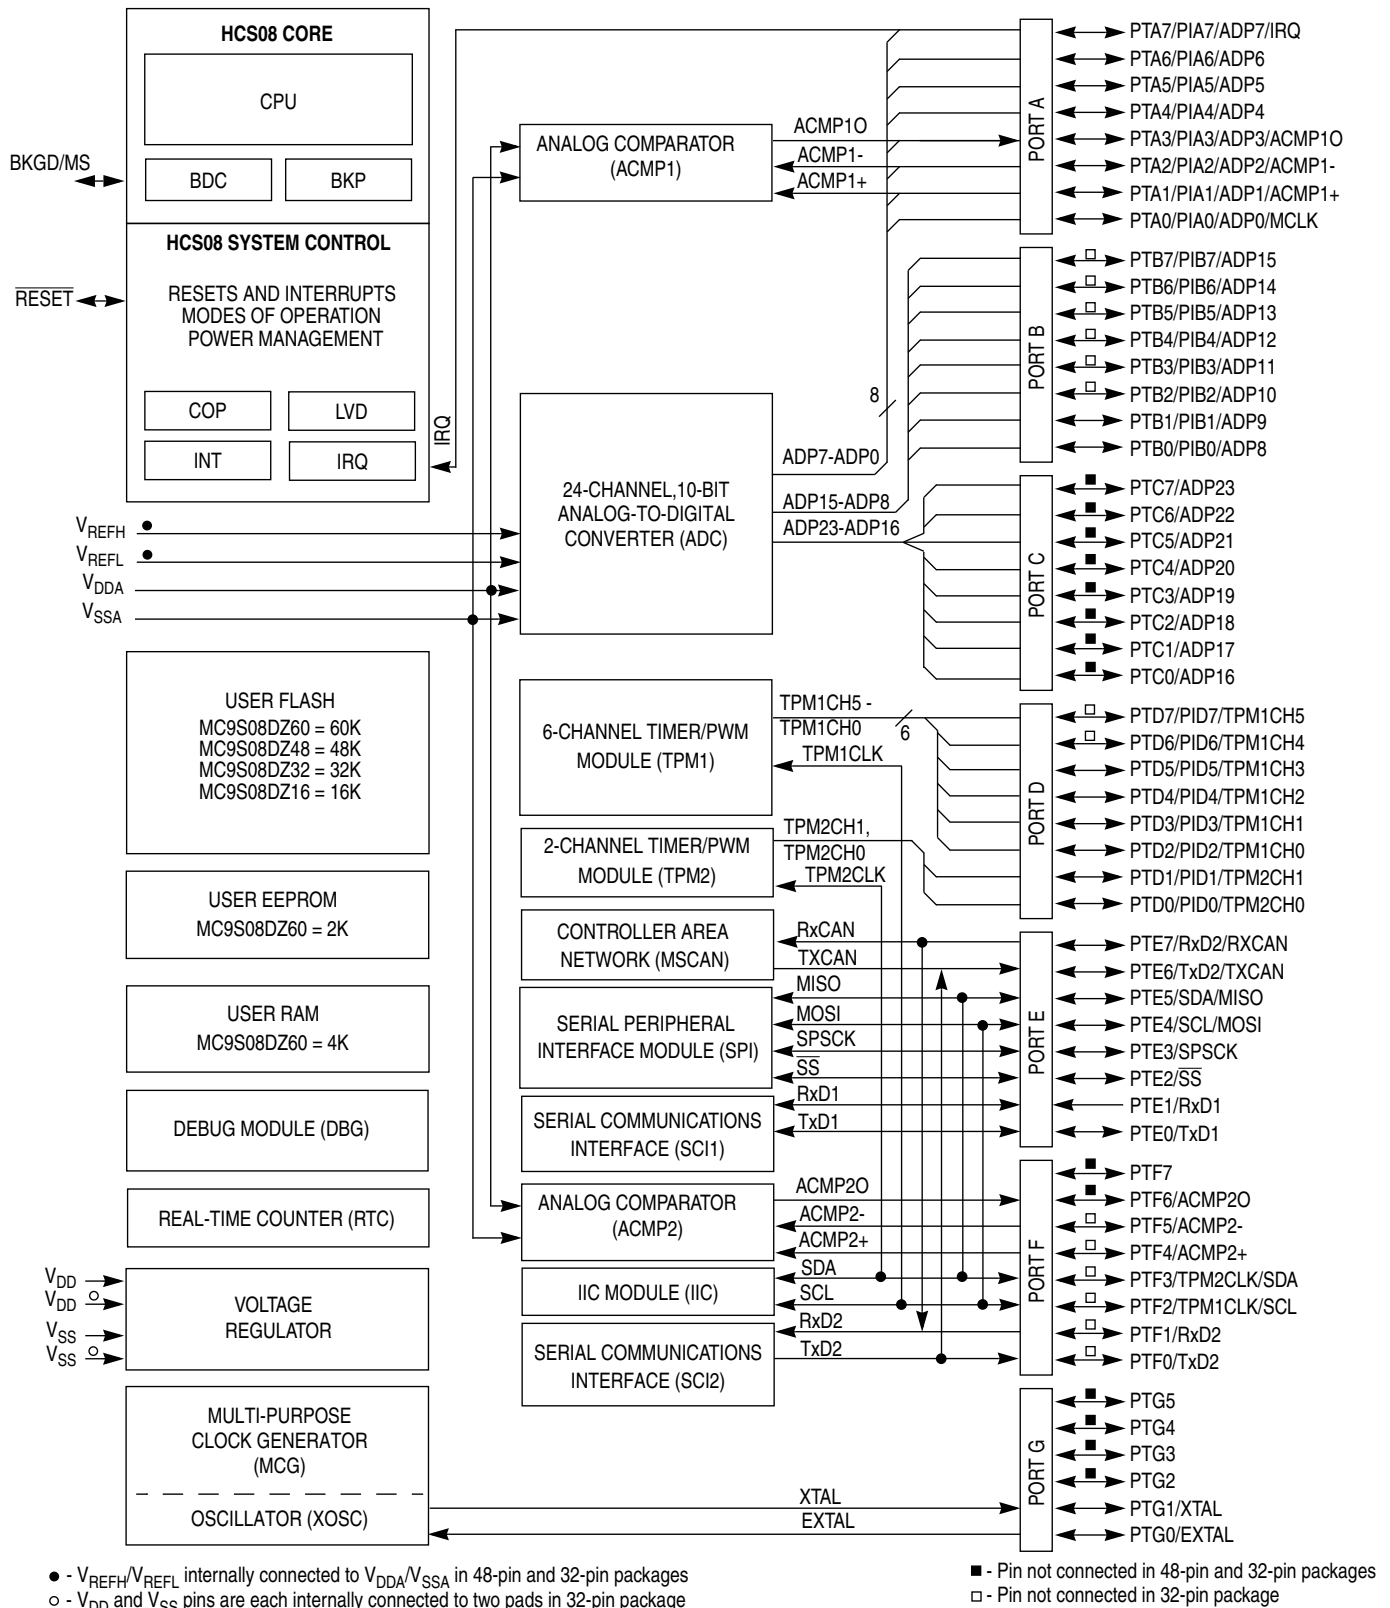 HCS08 CORE
CPU
BDC
BKP
BKGD/MS
HCS08 SYSTEM CONTROL
RESETS AND INTERRUPTS
MODES OF OPERATION
POWER MANAGEMENT
RESET
COP
LVD
INT
IRQ
IRQ
VREFH
VREFL
VDDA
VSSA
USER FLASH
MC9S08DZ60 = 60K
MC9S08DZ48 = 48K
MC9S08DZ32 = 32K
MC9S08DZ16 = 16K
USER EEPROM
MC9S08DZ60 = 2K
USER RAM
MC9S08DZ60 = 4K
DEBUG MODULE (DBG)
REAL-TIME COUNTER (RTC)
VDD
VDD
VSS
VSS
VOLTAGE
REGULATOR
MULTI-PURPOSE
CLOCK GENERATOR
(MCG)
OSCILLATOR (XOSC)
ANALOG COMPARATOR
(ACMP1)
ACMP1O
ACMP1-
ACMP1+
24-CHANNEL,10-BIT
ANALOG-TO-DIGITAL
CONVERTER (ADC)
8
ADP7-ADP0
ADP15-ADP8
ADP23-ADP16
6-CHANNEL TIMER/PWM
MODULE (TPM1)
TPM1CH5 -
TPM1CH0
6
TPM1CLK
2-CHANNEL TIMER/PWM
MODULE (TPM2)
TPM2CH1,
TPM2CH0
TPM2CLK
CONTROLLER AREA
NETWORK (MSCAN)
RxCAN
TXCAN
SERIAL PERIPHERAL
INTERFACE MODULE (SPI)
MISO
MOSI
SPSCK
SS
SERIAL COMMUNICATIONS
INTERFACE (SCI1)
RxD1
TxD1
ANALOG COMPARATOR
(ACMP2)
ACMP2O
ACMP2-
ACMP2+
IIC MODULE (IIC)
SDA
SCL
SERIAL COMMUNICATIONS
INTERFACE (SCI2)
RxD2
TxD2
XTAL
EXTAL
PORT A
PTA7/PIA7/ADP7/IRQ
PTA6/PIA6/ADP6
PTA5/PIA5/ADP5
PTA4/PIA4/ADP4
PTA3/PIA3/ADP3/ACMP1O
PTA2/PIA2/ADP2/ACMP1-
PTA1/PIA1/ADP1/ACMP1+
PTA0/PIA0/ADP0/MCLK
PORT B
PTB7/PIB7/ADP15
PTB6/PIB6/ADP14
PTB5/PIB5/ADP13
PTB4/PIB4/ADP12
PTB3/PIB3/ADP11
PTB2/PIB2/ADP10
PTB1/PIB1/ADP9
PTB0/PIB0/ADP8
PORT C
PTC7/ADP23
PTC6/ADP22
PTC5/ADP21
PTC4/ADP20
PTC3/ADP19
PTC2/ADP18
PTC1/ADP17
PTC0/ADP16
PORT D
PTD7/PID7/TPM1CH5
PTD6/PID6/TPM1CH4
PTD5/PID5/TPM1CH3
PTD4/PID4/TPM1CH2
PTD3/PID3/TPM1CH1
PTD2/PID2/TPM1CH0
PTD1/PID1/TPM2CH1
PTD0/PID0/TPM2CH0
PORT E
PTE7/RxD2/RXCAN
PTE6/TxD2/TXCAN
PTE5/SDA/MISO
PTE4/SCL/MOSI
PTE3/SPSCK
PTE2/SS
PTE1/RxD1
PTE0/TxD1
PORT F
PTF7
PTF6/ACMP2O
PTF5/ACMP2-
PTF4/ACMP2+
PTF3/TPM2CLK/SDA
PTF2/TPM1CLK/SCL
PTF1/RxD2
PTF0/TxD2
PORT G
PTG5
PTG4
PTG3
PTG2
PTG1/XTAL
PTG0/EXTAL
● - VREFH/VREFL internally connected to VDDA/VSSA in 48-pin and 32-pin packages
○ - VDD and VSS pins are each internally connected to two pads in 32-pin package
■ - Pin not connected in 48-pin and 32-pin packages
□ - Pin not connected in 32-pin package